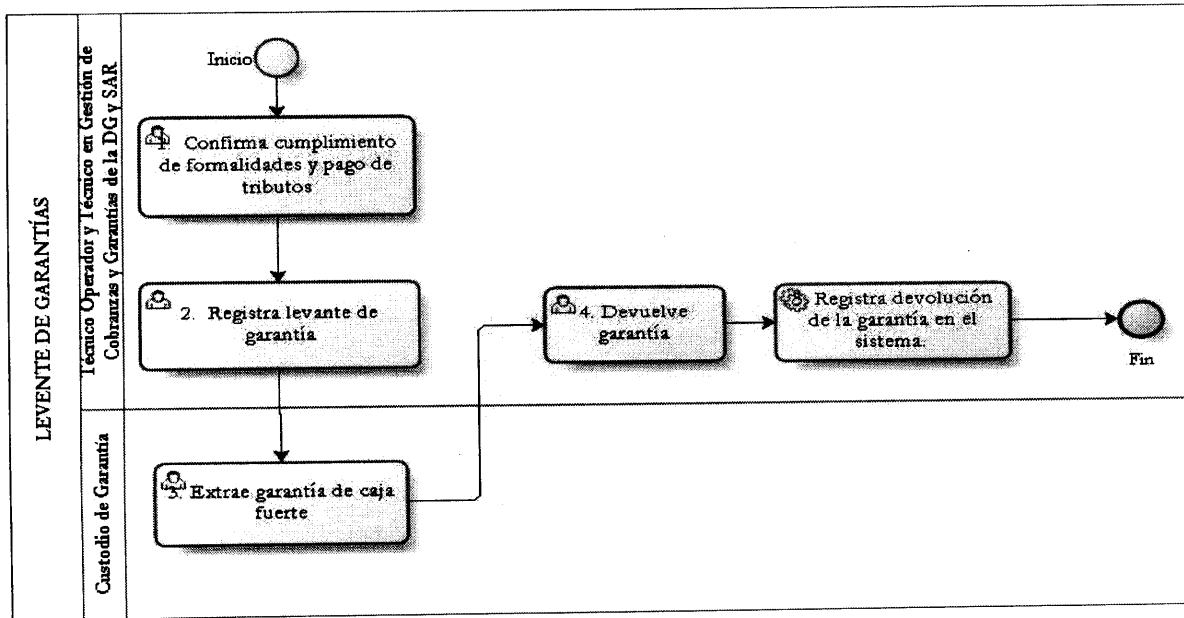 LEVENTE DE GARANTÍAS
Técnico Operador y Técnico en Gestión de
Cobranzas y Garantías de la DG y SAR
Inicio
1. Confirma cumplimiento
de formalidades y pago de
tributos
2. Registra levante de
garantía
4. Devuelve
garantía
Registra devolución
de la garantía en el
sistema.
Fin
Custodio de Garantía
3. Extrae garantía de caja
fuerte